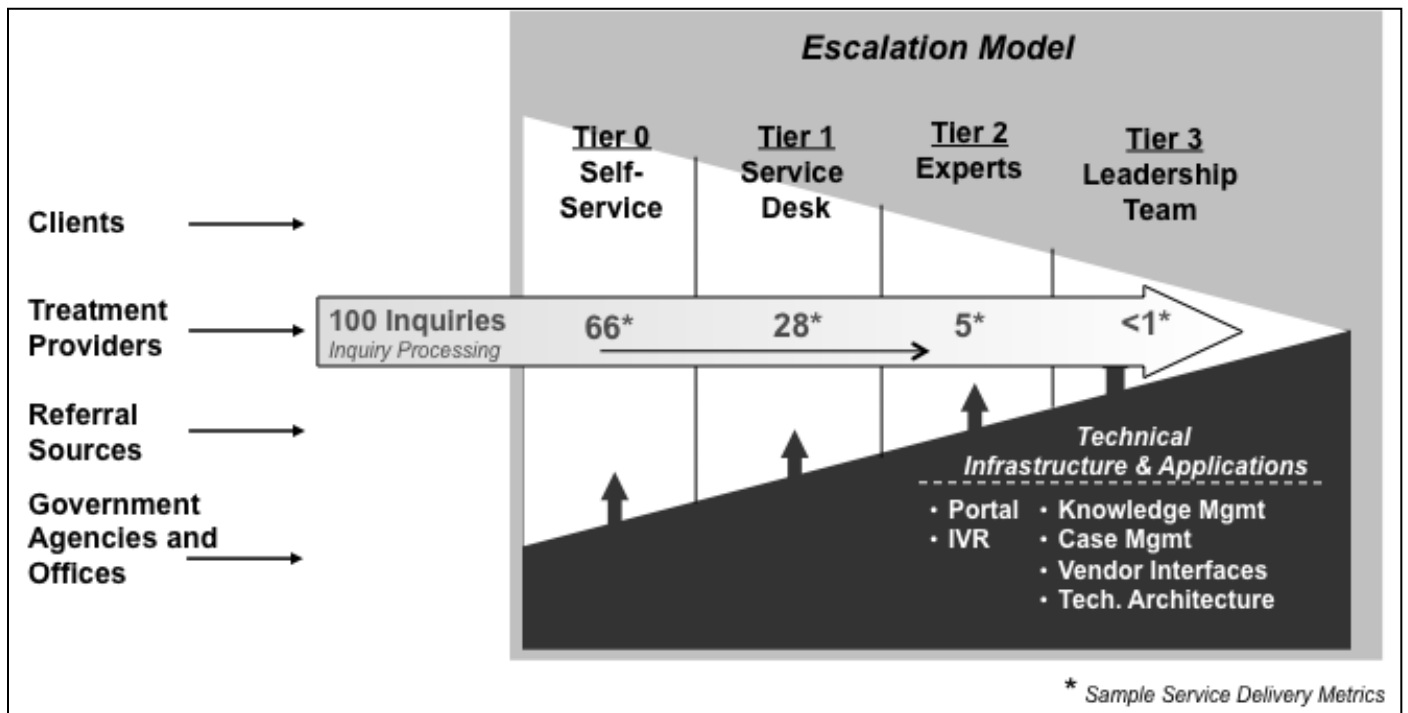 Escalation Model
Tier 0
Self-
Service
Tier 1
Service
Desk
Tier 2
Experts
Tier 3
Leadership
Team
Clients
Treatment
Providers
Referral
Sources
Government
Agencies and
Offices
100 Inquiries
Inquiry Processing
66*
28*
5*
<1*
Technical
Infrastructure & Applications
• Portal
• IVR
• Knowledge Mgmt
• Case Mgmt
• Vendor Interfaces
• Tech. Architecture
* Sample Service Delivery Metrics